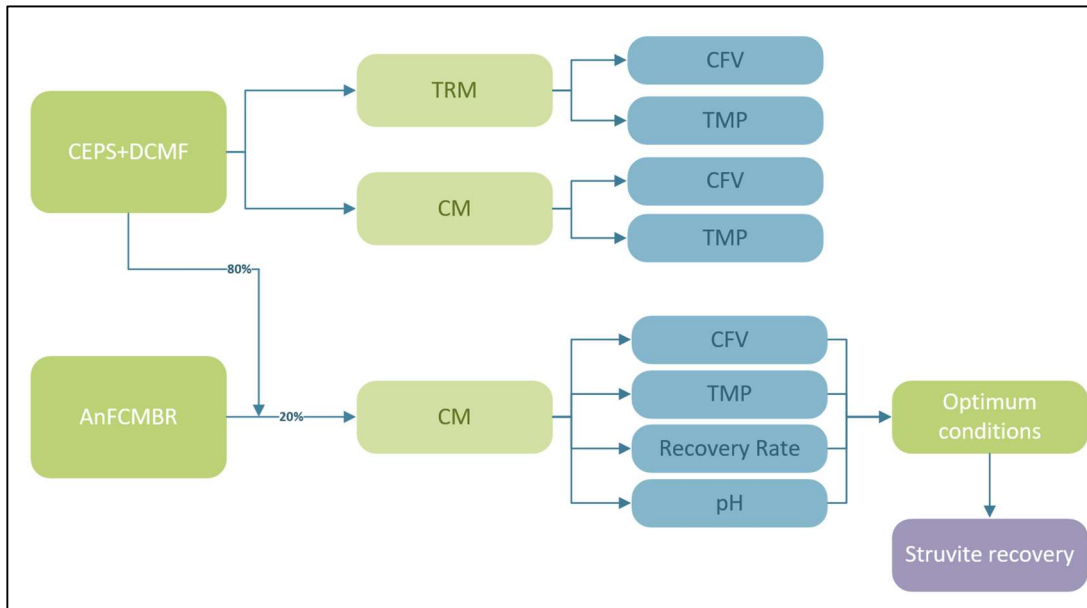 CEPS+DCMF
TRM
CFV
TMP
CM
CFV
TMP
80%
AnFCMBR
20%
CM
CFV
TMP
Recovery Rate
pH
Optimum
conditions
Struvite recovery